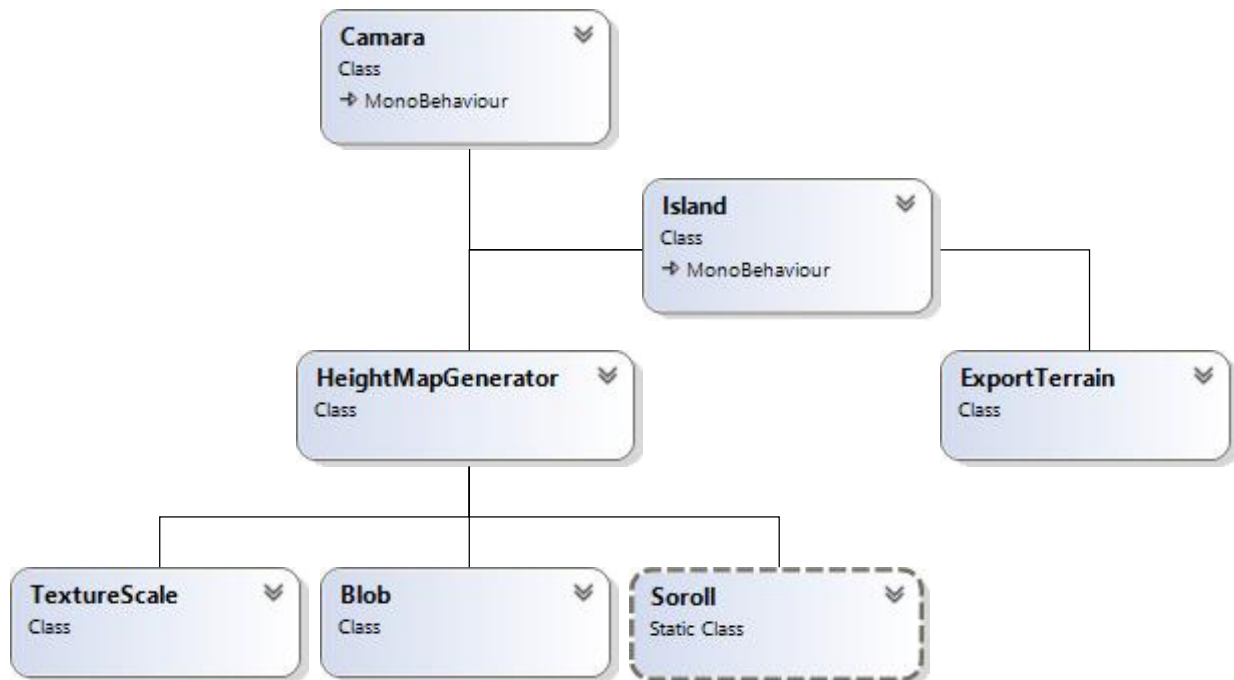 Camara
Class
MonoBehaviour
Island
Class
MonoBehaviour
HeightMapGenerator
Class
ExportTerrain
Class
TextureScale
Class
Blob
Class
Soroll
Static Class